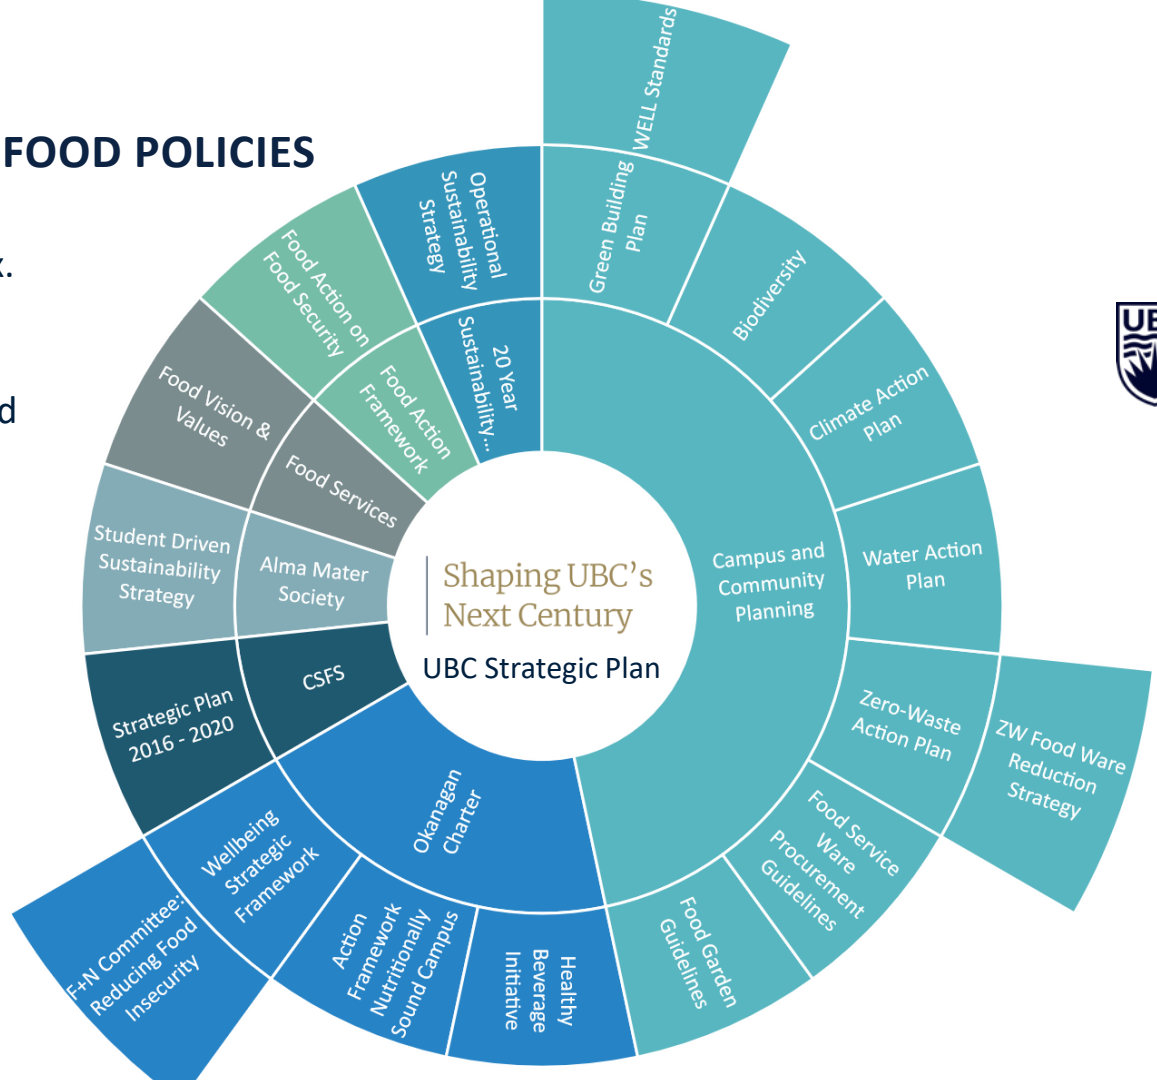 FOOD POLICIES
x.
d
UB
Shaping UBC's
Next Century
UBC Strategic Plan
Campus and
Community
Planning
WELL Standards
Green Building
Plan
Biodiversity
Climate Action
Plan
Water Action
Plan
Zero-Waste
Action Plan
ZW Food Ware
Reduction
Strategy
Food Service
Ware
Procurement
Guidelines
Food Garden
Guidelines
Okanagan
Charter
Healthy
Beverage
Initiative
Action
Framework
Nutritionally
Sound Campus
Wellbeing
Strategic
Framework
F+N Committee:
Reducing Food
Insecurity
CSFS
Strategic Plan
2016 - 2020
Alma Mater
Society
Student Driven
Sustainability
Strategy
Food Services
Food Vision &
Values
Food Action
Framework
Food Action on
Food Security
20 Year
Sustainability...
Operational
Sustainability
Strategy